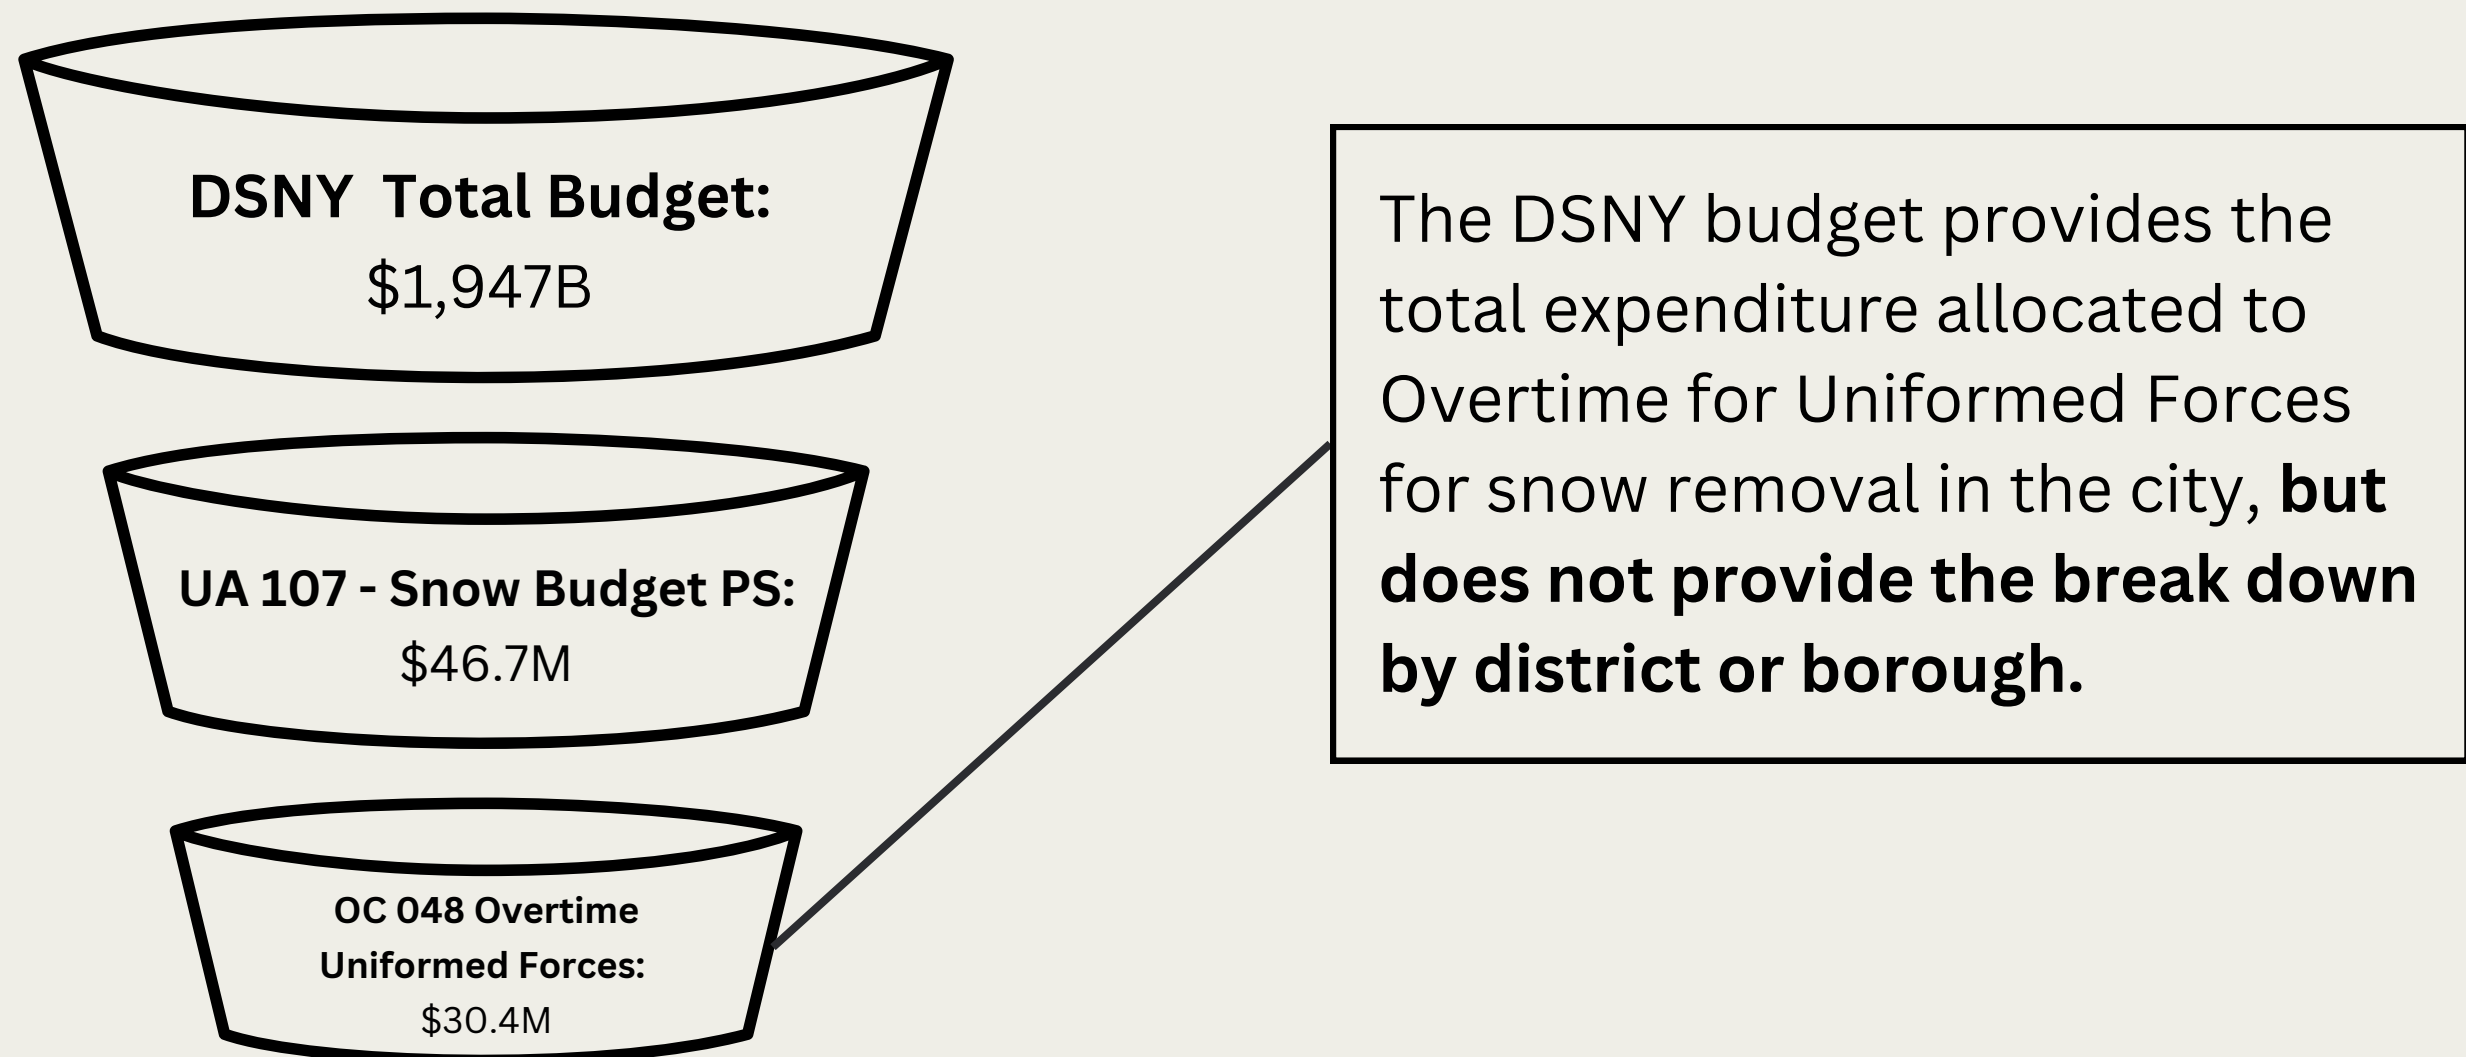 DSNY  Total Budget:
$1,947B
UA 107 - Snow Budget PS:
$46.7M
OC 048 Overtime
Uniformed Forces:
$30.4M
The DSNY budget provides the
total expenditure allocated to
Overtime for Uniformed Forces
for snow removal in the city, but
does not provide the break down
by district or borough.